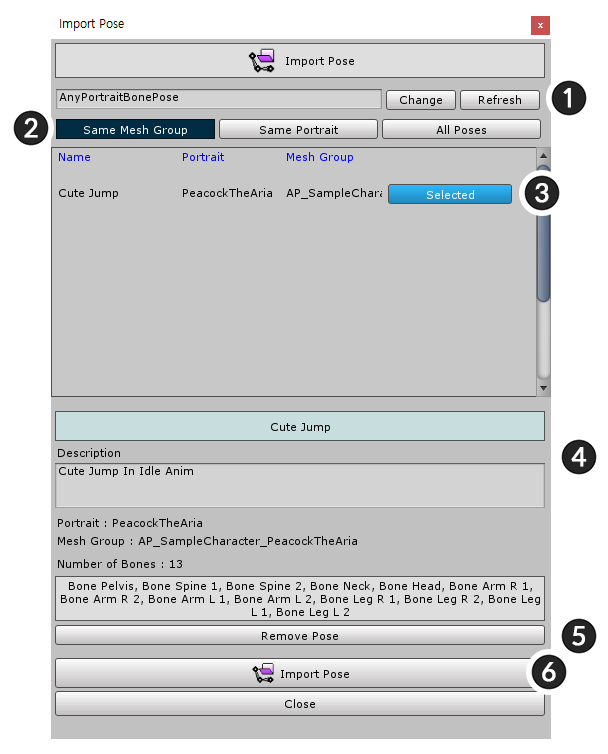 Import Pose
x
Import Pose
AnyPortraitBonePose
Change
Refresh
1
2
Same Mesh Group
Same Portrait
All Poses
Name
Portrait
Mesh Group
Cute Jump
PeacockTheAria
AP_SampleChara
Selected
3
Cute Jump
4
Description
Cute Jump In Idle Anim
Portrait : PeacockTheAria
Mesh Group : AP_SampleCharacter_PeacockTheAria
Number of Bones : 13
Bone Pelvis, Bone Spine 1, Bone Spine 2, Bone Neck, Bone Head, Bone Arm R 1,
Bone Arm R 2, Bone Arm L 1, Bone Arm L 2, Bone Leg R 1, Bone Leg R 2, Bone Leg
L 1, Bone Leg L 2
Remove Pose
5
Import Pose
6
Close